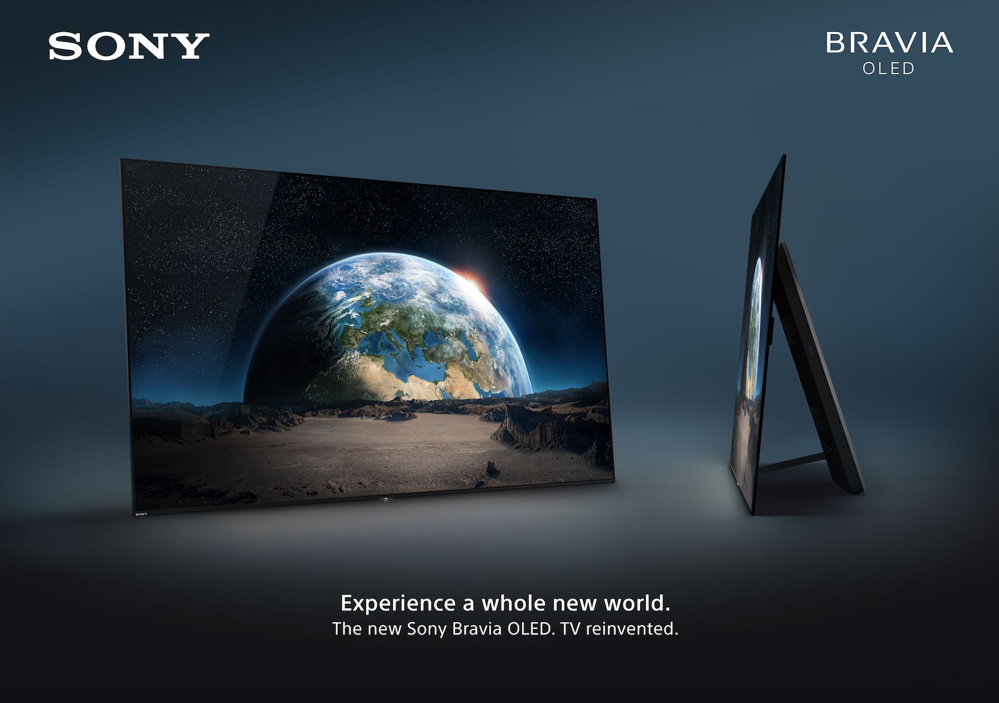 SONY
BRAVIA
OLED
SONY
Experience a whole new world.
The new Sony Bravia OLED. TV reinvented.